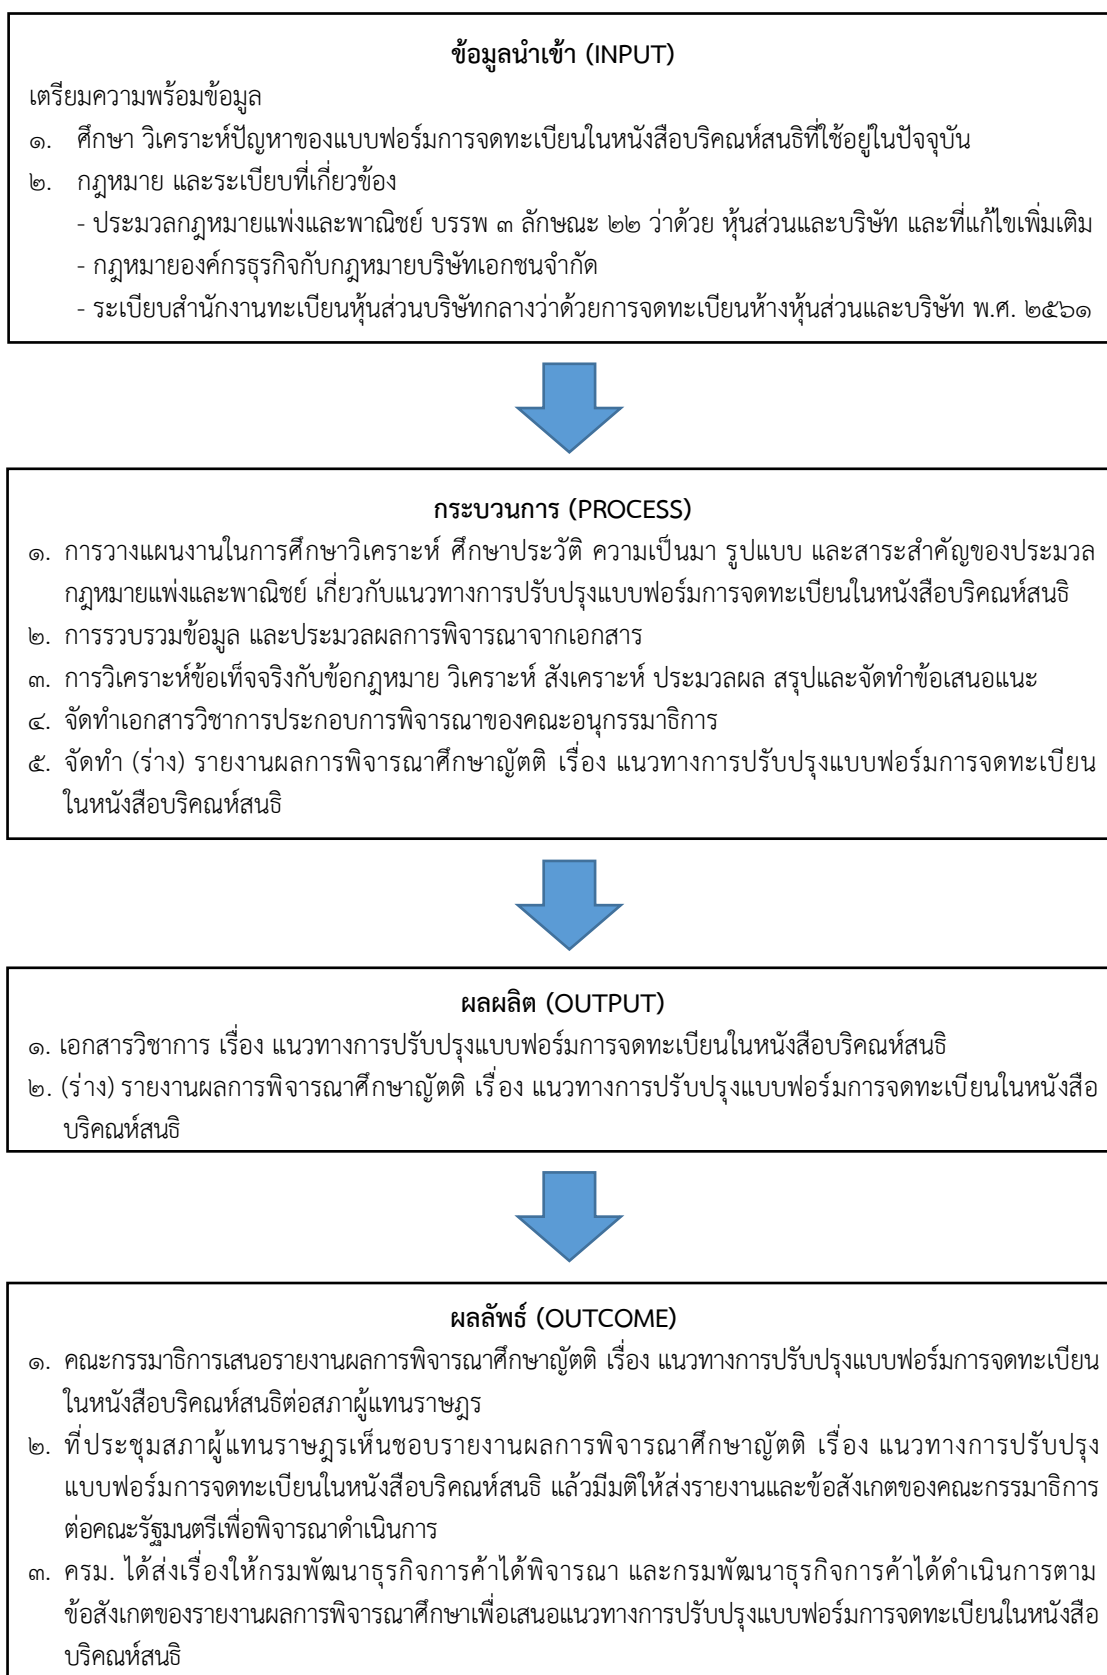 ข้อมูลนำเข้า (INPUT)
เตรียมความพร้อมข้อมูล
๑. ศึกษา วิเคราะห์ปัญหาของแบบฟอร์มการจดทะเบียนในหนังสือบริคณห์สนธิที่ใช้อยู่ในปัจจุบัน
๒. กฎหมาย และระเบียบที่เกี่ยวข้อง
- ประมวลกฎหมายแพ่งและพาณิชย์ บรรพ ๓ ลักษณะ ๒๒ ว่าด้วย หุ้นส่วนและบริษัท และที่แก้ไขเพิ่มเติม
- กฎหมายองค์กรธุรกิจกับกฎหมายบริษัทเอกชนจำกัด
- ระเบียบสำนักงานทะเบียนหุ้นส่วนบริษัทกลางว่าด้วยการจดทะเบียนห้างหุ้นส่วนและบริษัท พ.ศ. ๒๕๖๑
กระบวนการ (PROCESS)
๑. การวางแผนงานในการศึกษาวิเคราะห์ ศึกษาประวัติ ความเป็นมา รูปแบบ และสาระสำคัญของประมวล
กฎหมายแพ่งและพาณิชย์ เกี่ยวกับแนวทางการปรับปรุงแบบฟอร์มการจดทะเบียนในหนังสือบริคณห์สนธิ
๒. การรวบรวมข้อมูล และประมวลผลการพิจารณาจากเอกสาร
๓. การวิเคราะห์ข้อเท็จจริงกับข้อกฎหมาย วิเคราะห์ สังเคราะห์ ประมวลผล สรุปและจัดทำข้อเสนอแนะ
๔. จัดทำเอกสารวิชาการประกอบการพิจารณาของคณะอนุกรรมาธิการ
๕. จัดทำ (ร่าง) รายงานผลการพิจารณาศึกษาญัตติ เรื่อง แนวทางการปรับปรุงแบบฟอร์มการจดทะเบียน
ในหนังสือบริคณห์สนธิ
ผลผลิต (OUTPUT)
๑. เอกสารวิชาการ เรื่อง แนวทางการปรับปรุงแบบฟอร์มการจดทะเบียนในหนังสือบริคณห์สนธิ
๒. (ร่าง) รายงานผลการพิจารณาศึกษาญัตติ เรื่อง แนวทางการปรับปรุงแบบฟอร์มการจดทะเบียนในหนังสือ
บริคณห์สนธิ
ผลลัพธ์ (OUTCOME)
๑. คณะกรรมาธิการเสนอรายงานผลการพิจารณาศึกษาญัตติ เรื่อง แนวทางการปรับปรุงแบบฟอร์มการจดทะเบียน
ในหนังสือบริคณห์สนธิต่อสภาผู้แทนราษฎร
๒. ที่ประชุมสภาผู้แทนราษฎรเห็นชอบรายงานผลการพิจารณาศึกษาญัตติ เรื่อง แนวทางการปรับปรุง
แบบฟอร์มการจดทะเบียนในหนังสือบริคณห์สนธิ แล้วมีมติให้ส่งรายงานและข้อสังเกตของคณะกรรมาธิการ
ต่อคณะรัฐมนตรีเพื่อพิจารณาดำเนินการ
๓. ครม. ได้ส่งเรื่องให้กรมพัฒนาธุรกิจการค้าได้พิจารณา และกรมพัฒนาธุรกิจการค้าได้ดำเนินการตาม
ข้อสังเกตของรายงานผลการพิจารณาศึกษาเพื่อเสนอแนวทางการปรับปรุงแบบฟอร์มการจดทะเบียนในหนังสือ
บริคณห์สนธิ